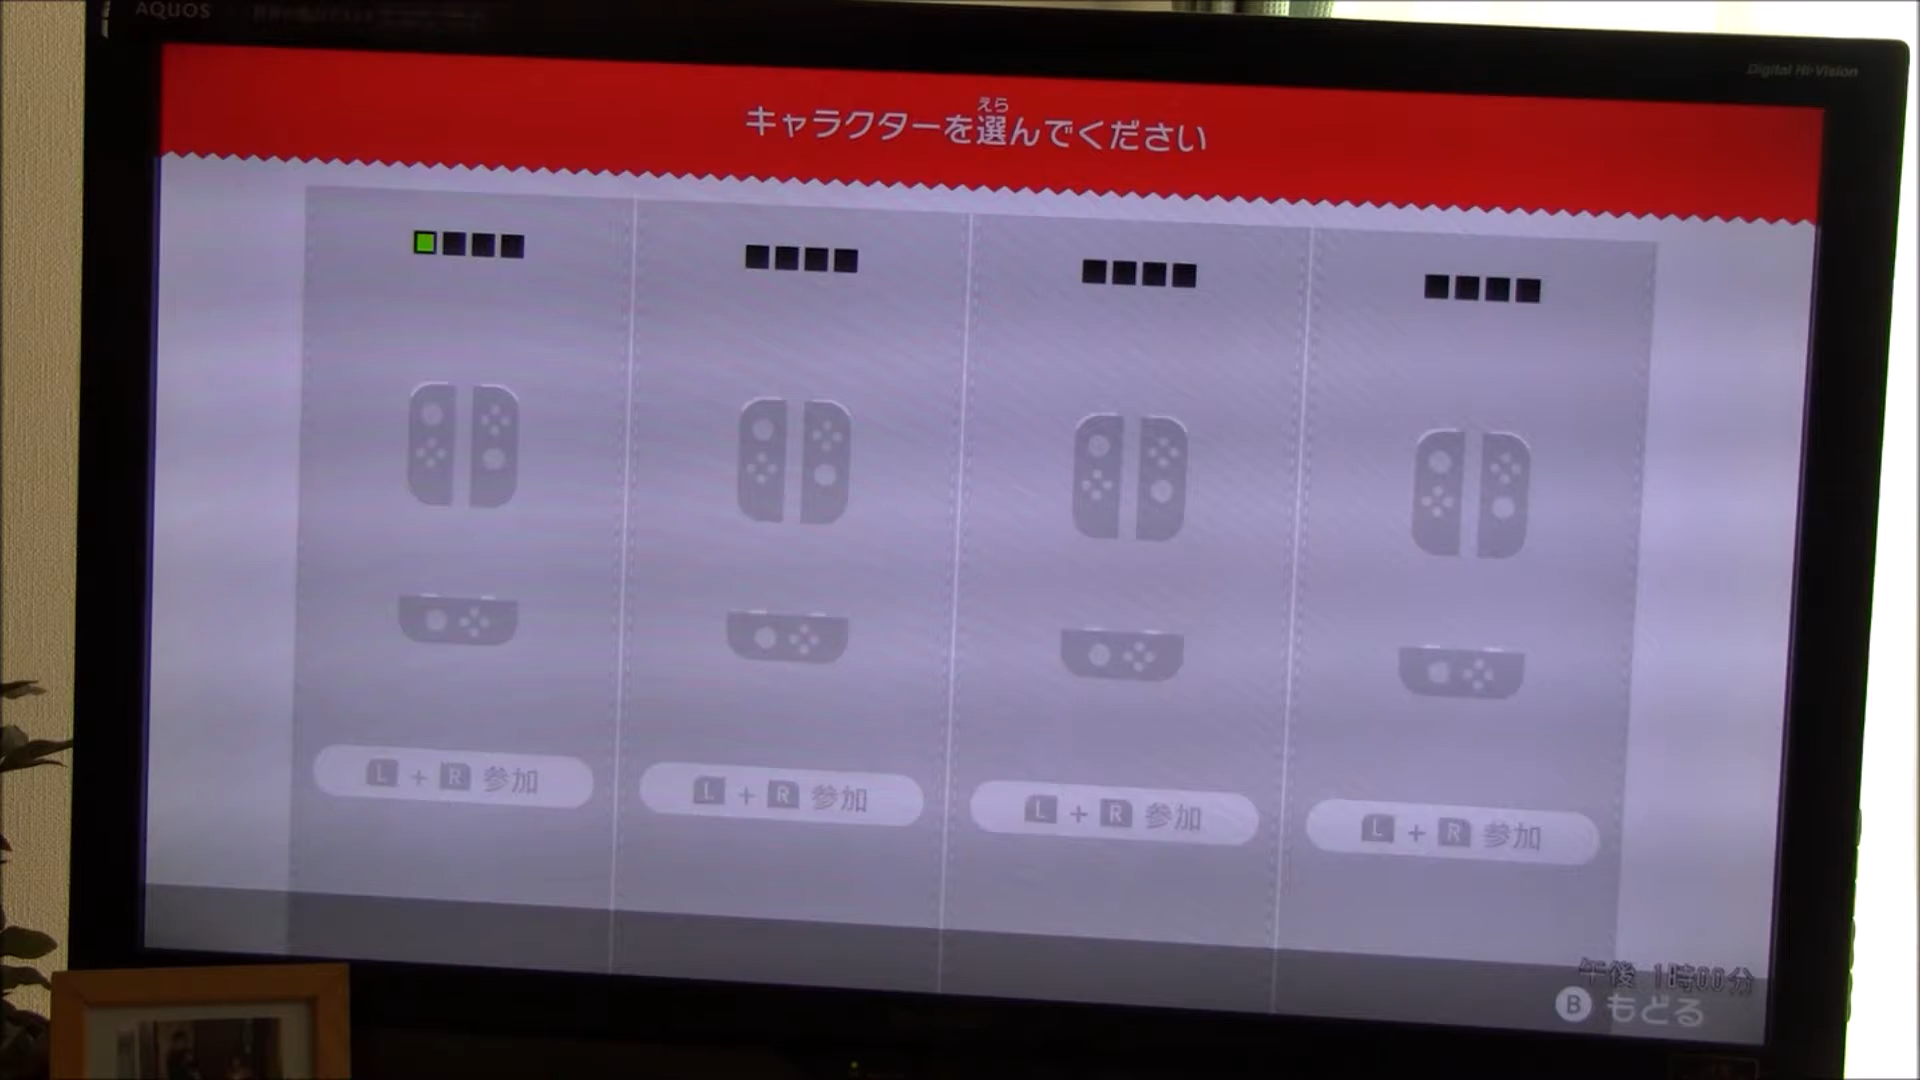 AQUOS
Digital Hi-Vision
えら
キャラクターを選んでください
L + R 参加
L + R 参加
L + R 参加
L + R 参加
午後 1時00分
B もどる